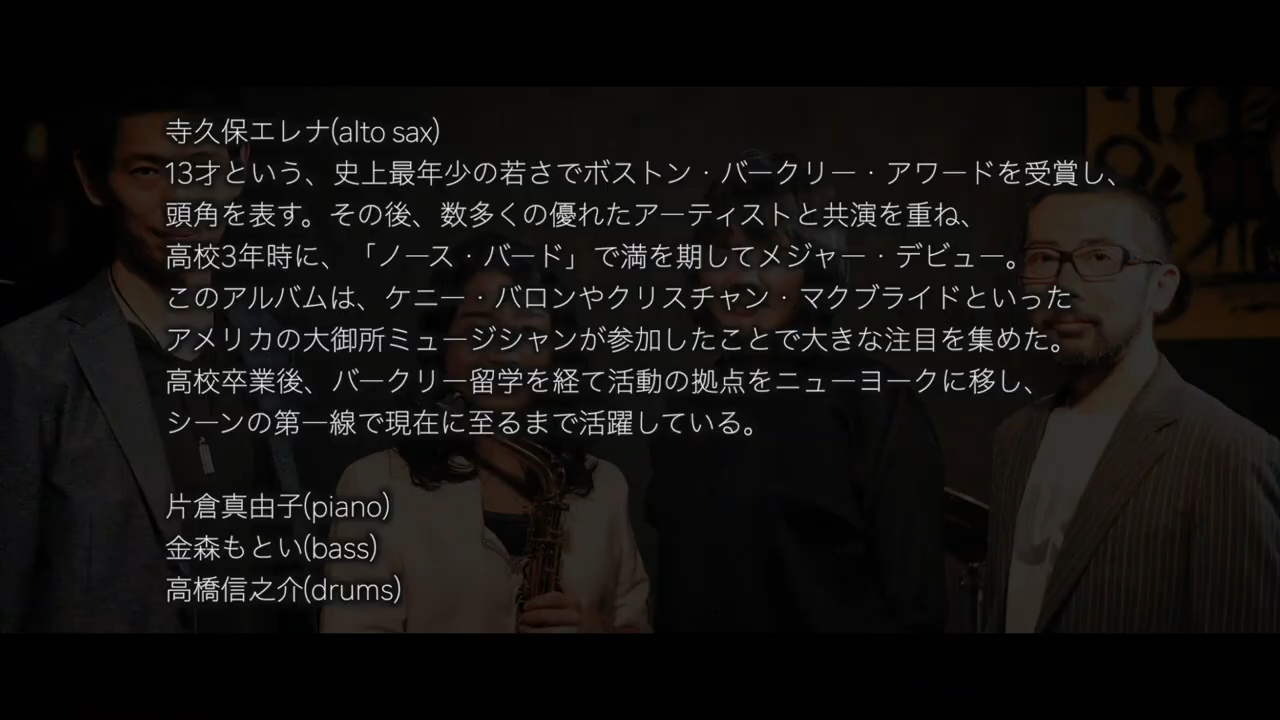 寺久保エレナ(alto sax)
13才という、史上最年少の若さでボストン・バークリー・アワードを受賞し、
頭角を表す。その後、数多くの優れたアーティストと共演を重ね、
高校3年時に、「ノース・バード」で満を期してメジャー・デビュー。
このアルバムは、ケニー・バロンやクリスチャン・マクブライドといった
アメリカの大御所ミュージシャンが参加したことで大きな注目を集めた。
高校卒業後、バークリー留学を経て活動の拠点をニューヨークに移し、
シーンの第一線で現在に至るまで活躍している。
片倉真由子(piano)
金森もとい(bass)
高橋信之介(drums)